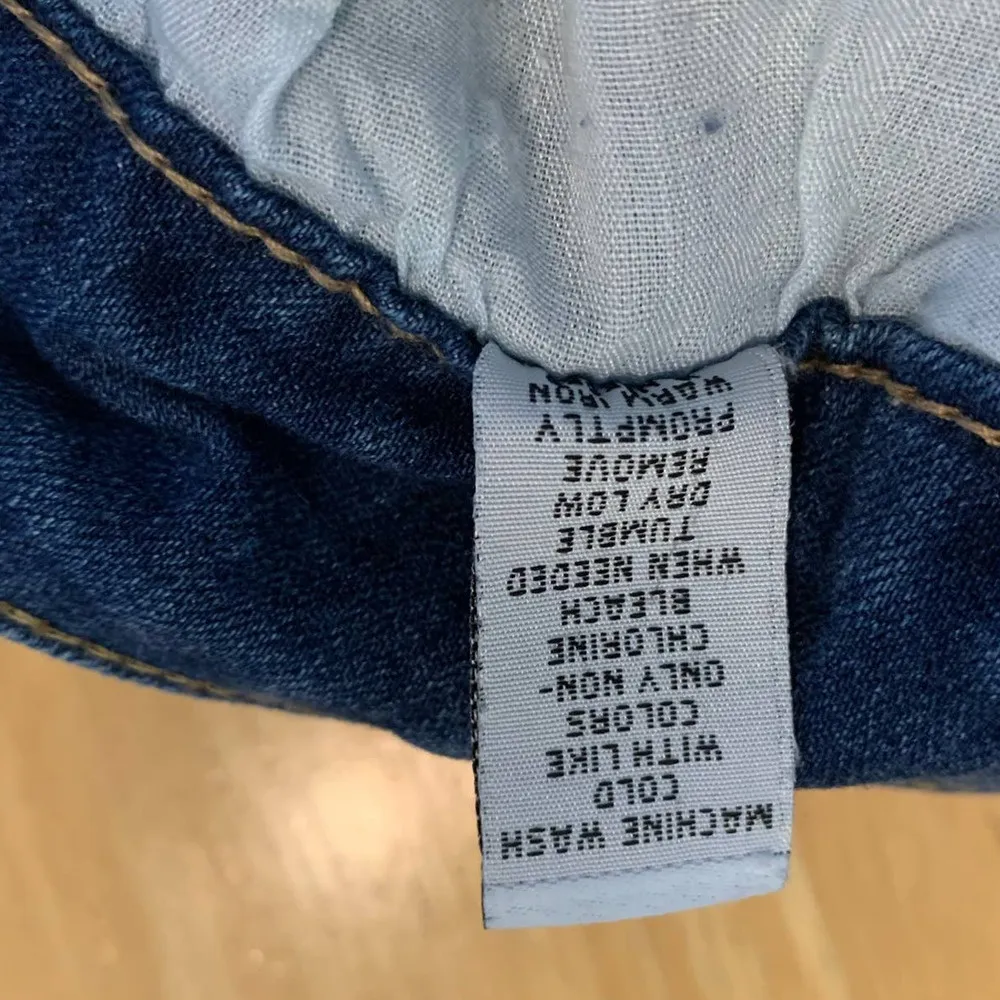 MACHINE WASH
COLD
WITH LIKE
COLORS
ONLY NON-
CHLORINE
BLEACH
WHEN NEEDED
TUMBLE
DRY LOW
REMOVE
PROMPTLY
WARM IRON